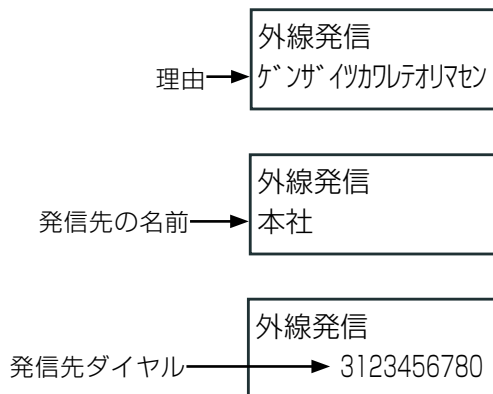 外線発信
理由 ｹﾞﾝｻﾞｲﾂｶﾜﾚﾃｵﾘﾏｾﾝ
外線発信
発信先の名前 本社
外線発信
発信先ダイヤル 3123456780